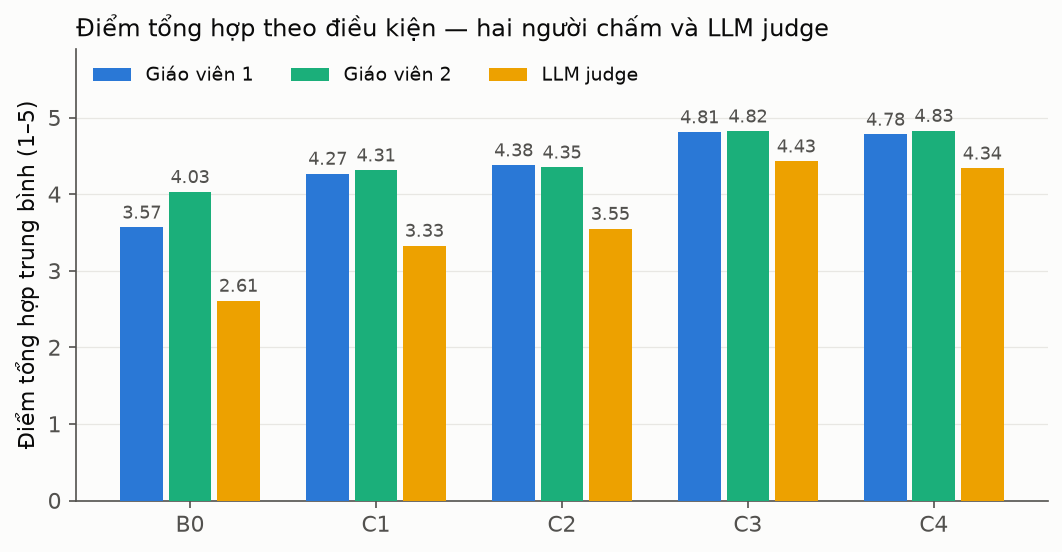 Điểm tổng hợp theo điều kiện — hai người chấm và LLM judge
Giáo viên 1 Giáo viên 2 LLM judge
Điểm tổng hợp trung bình (1–5)
5
4
3
2
1
0
3.57 4.03 2.61
4.27 4.31 3.33
4.38 4.35 3.55
4.81 4.82 4.43
4.78 4.83 4.34
B0 C1 C2 C3 C4